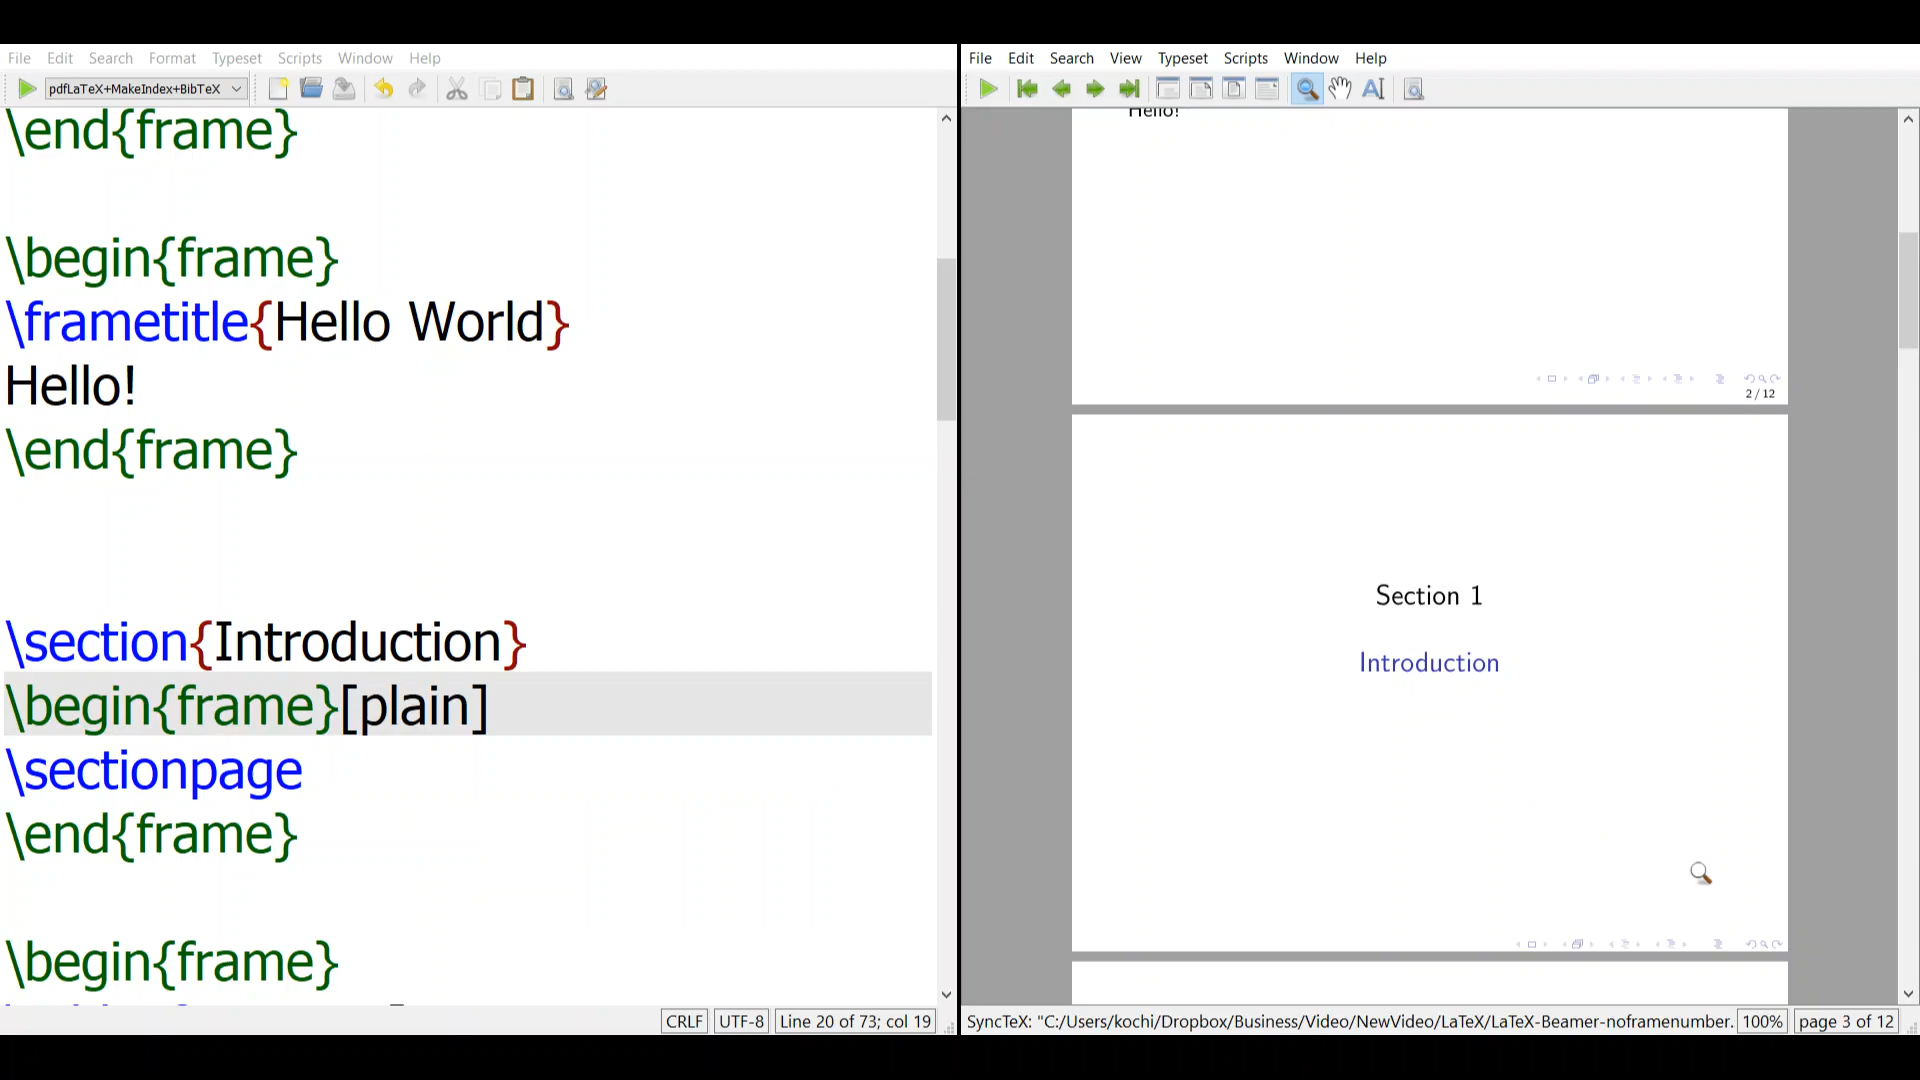 File Edit Search Format Typeset Scripts Window Help
pdfLaTeX+MakeIndex+BibTeX
\end{frame}
\begin{frame}
\frametitle{Hello World}
Hello!
\end{frame}
\section{Introduction}
\begin{frame}[plain]
\sectionpage
\end{frame}
\begin{frame}
CRLF UTF-8 Line 20 of 73; col 19
File Edit Search View Typeset Scripts Window Help
Hello!
2 / 12
Section 1
Introduction
SyncTeX: "C:/Users/kochi/Dropbox/Business/Video/NewVideo/LaTeX/LaTeX-Beamer-noframenumber. 100% page 3 of 12